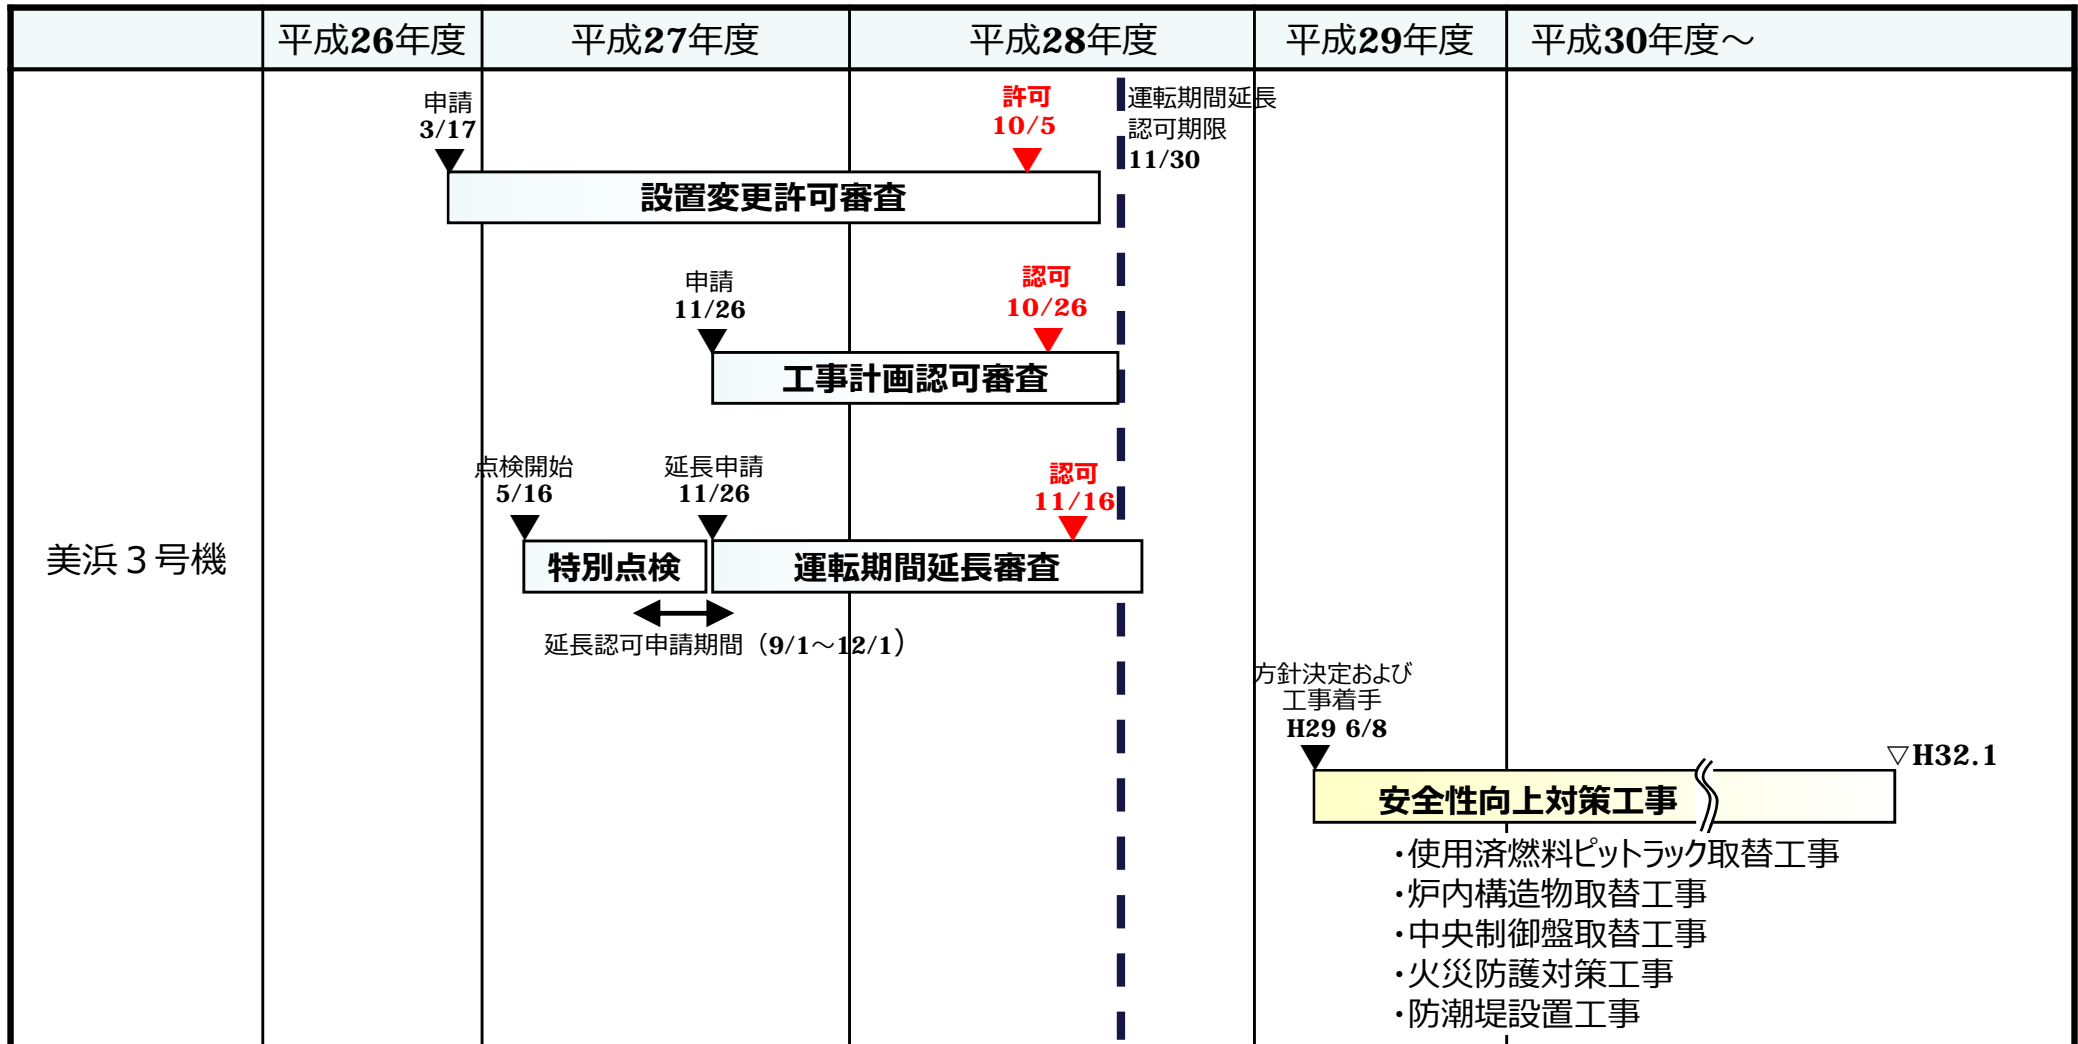 平成26年度
平成27年度
平成28年度
平成29年度
平成30年度～
申請
3/17
許可
10/5
運転期間延長
認可期限
11/30
設置変更許可審査
申請
11/26
認可
10/26
工事計画認可審査
点検開始
5/16
延長申請
11/26
認可
11/16
美浜３号機
特別点検
運転期間延長審査
延長認可申請期間（9/1～12/1）
方針決定および
工事着手
H29 6/8
▽H32.1
安全性向上対策工事
・使用済燃料ピットラック取替工事
・炉内構造物取替工事
・中央制御盤取替工事
・火災防護対策工事
・防潮堤設置工事